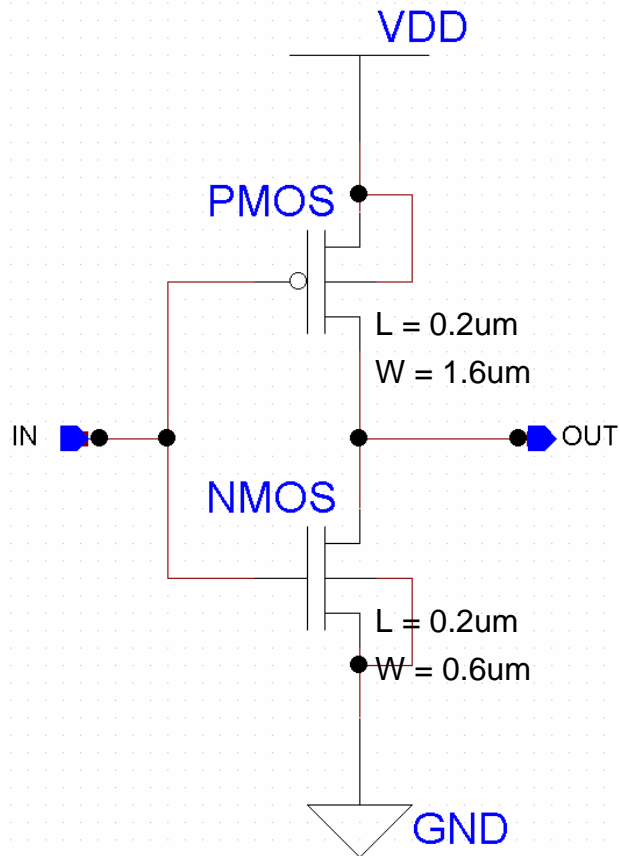 VDD
PMOS
L = 0.2um
W = 1.6um
IN
OUT
NMOS
L = 0.2um
W = 0.6um
GND